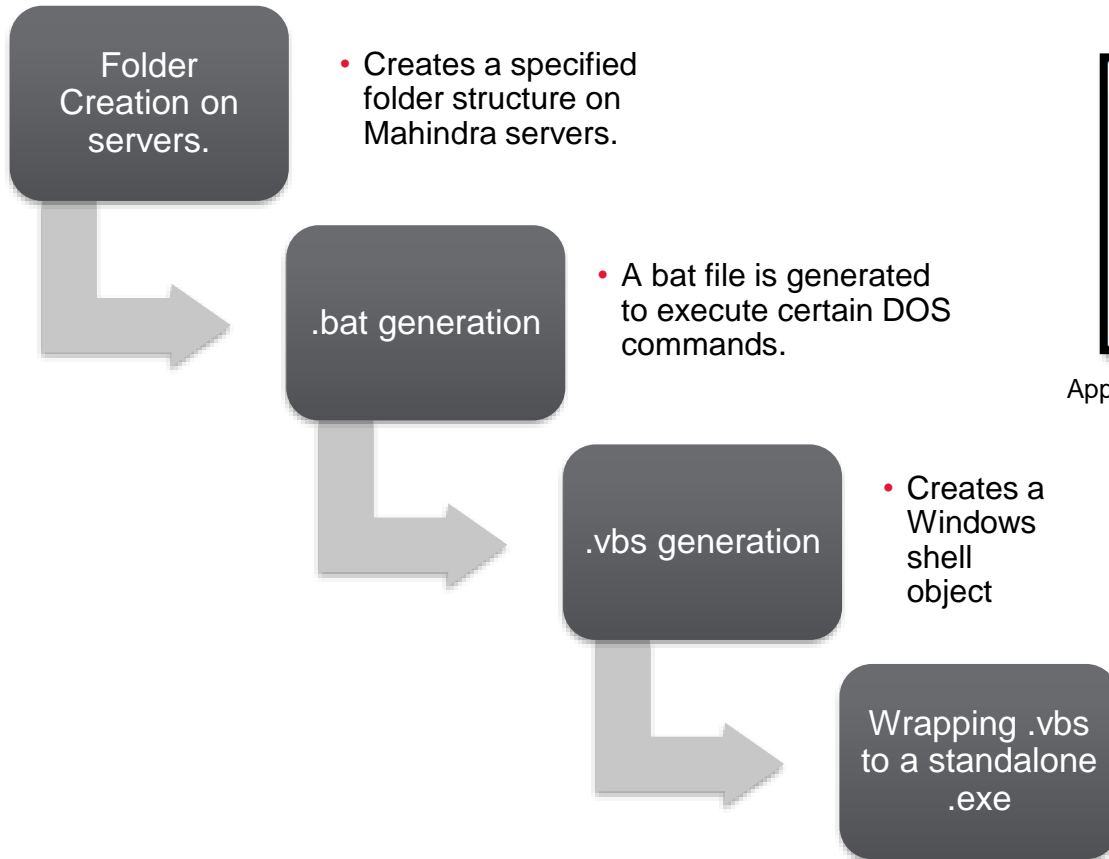 Folder
Creation on
servers.
• Creates a specified
folder structure on
Mahindra servers.
.bat generation
• A bat file is generated
to execute certain DOS
commands.
App
.vbs generation
• Creates a
Windows
shell
object
Wrapping .vbs
to a standalone
.exe